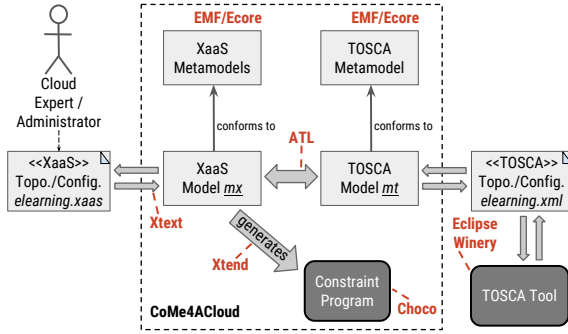 EMF/Ecore
EMF/Ecore
XaaS
Metamodels
TOSCA
Metamodel
Cloud
Expert /
Administrator
conforms to
conforms to
ATL
<<XaaS>>
Topo./Config.
elearning.xaas
XaaS
Model mx
TOSCA
Model mt
<<TOSCA>>
Topo./Config.
elearning.xml
Xtext
generates
Xtend
Eclipse
Winery
Constraint
Program
TOSCA Tool
CoMe4ACloud
Choco